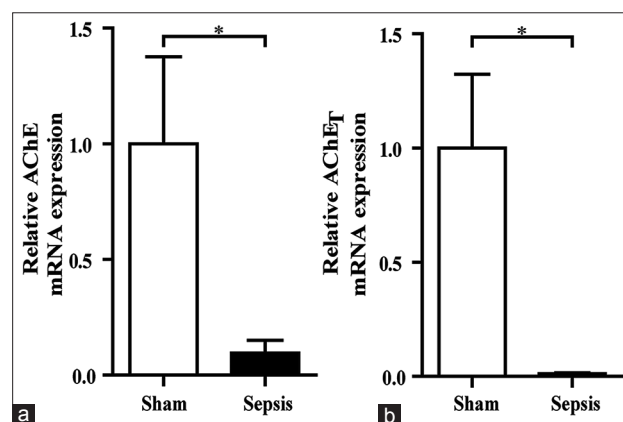 Relative AChE
mRNA expression
1.5
1.0
0.5
0.0
*
Sham
Sepsis
a
Relative AChET
mRNA expression
1.5
1.0
0.5
0.0
*
Sham
Sepsis
b